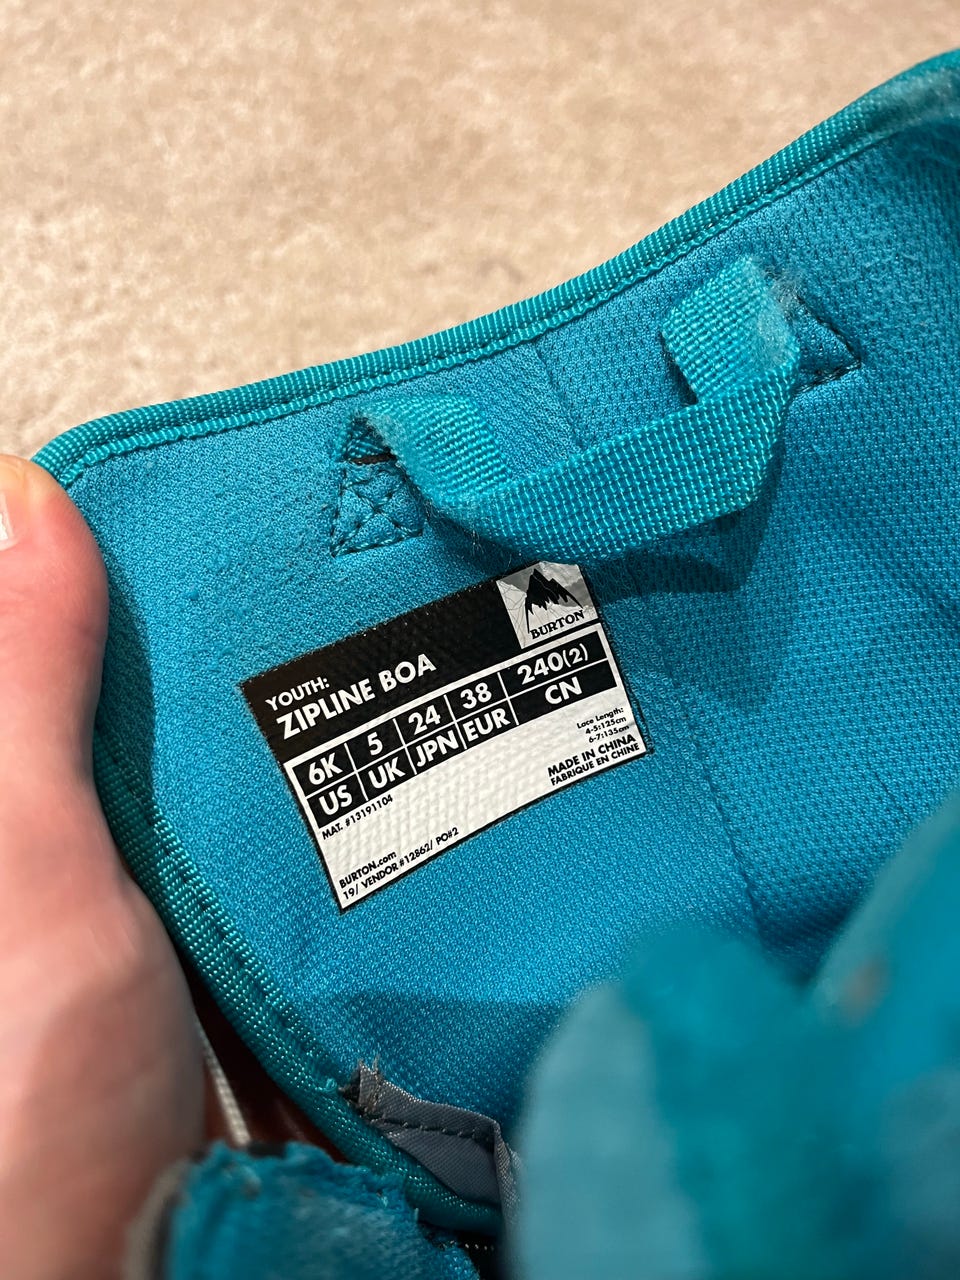 BURTON
YOUTH:
ZIPLINE BOA
6K 5 24 38 240(2)
US UK JPN EUR CN
MAT. #13191104
Lace Length:
4-5:125cm
6-7:135cm
MADE IN CHINA
FABRIQUE EN CHINE
BURTON.com
19/ VENDOR #12862/ PO#2